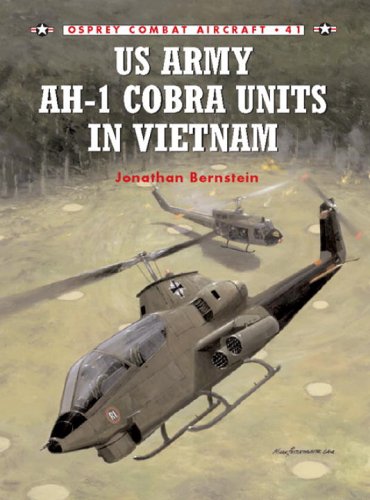 OSPREY COMBAT AIRCRAFT • 41
US ARMY
AH-1 COBRA UNITS
IN VIETNAM
Jonathan Bernstein